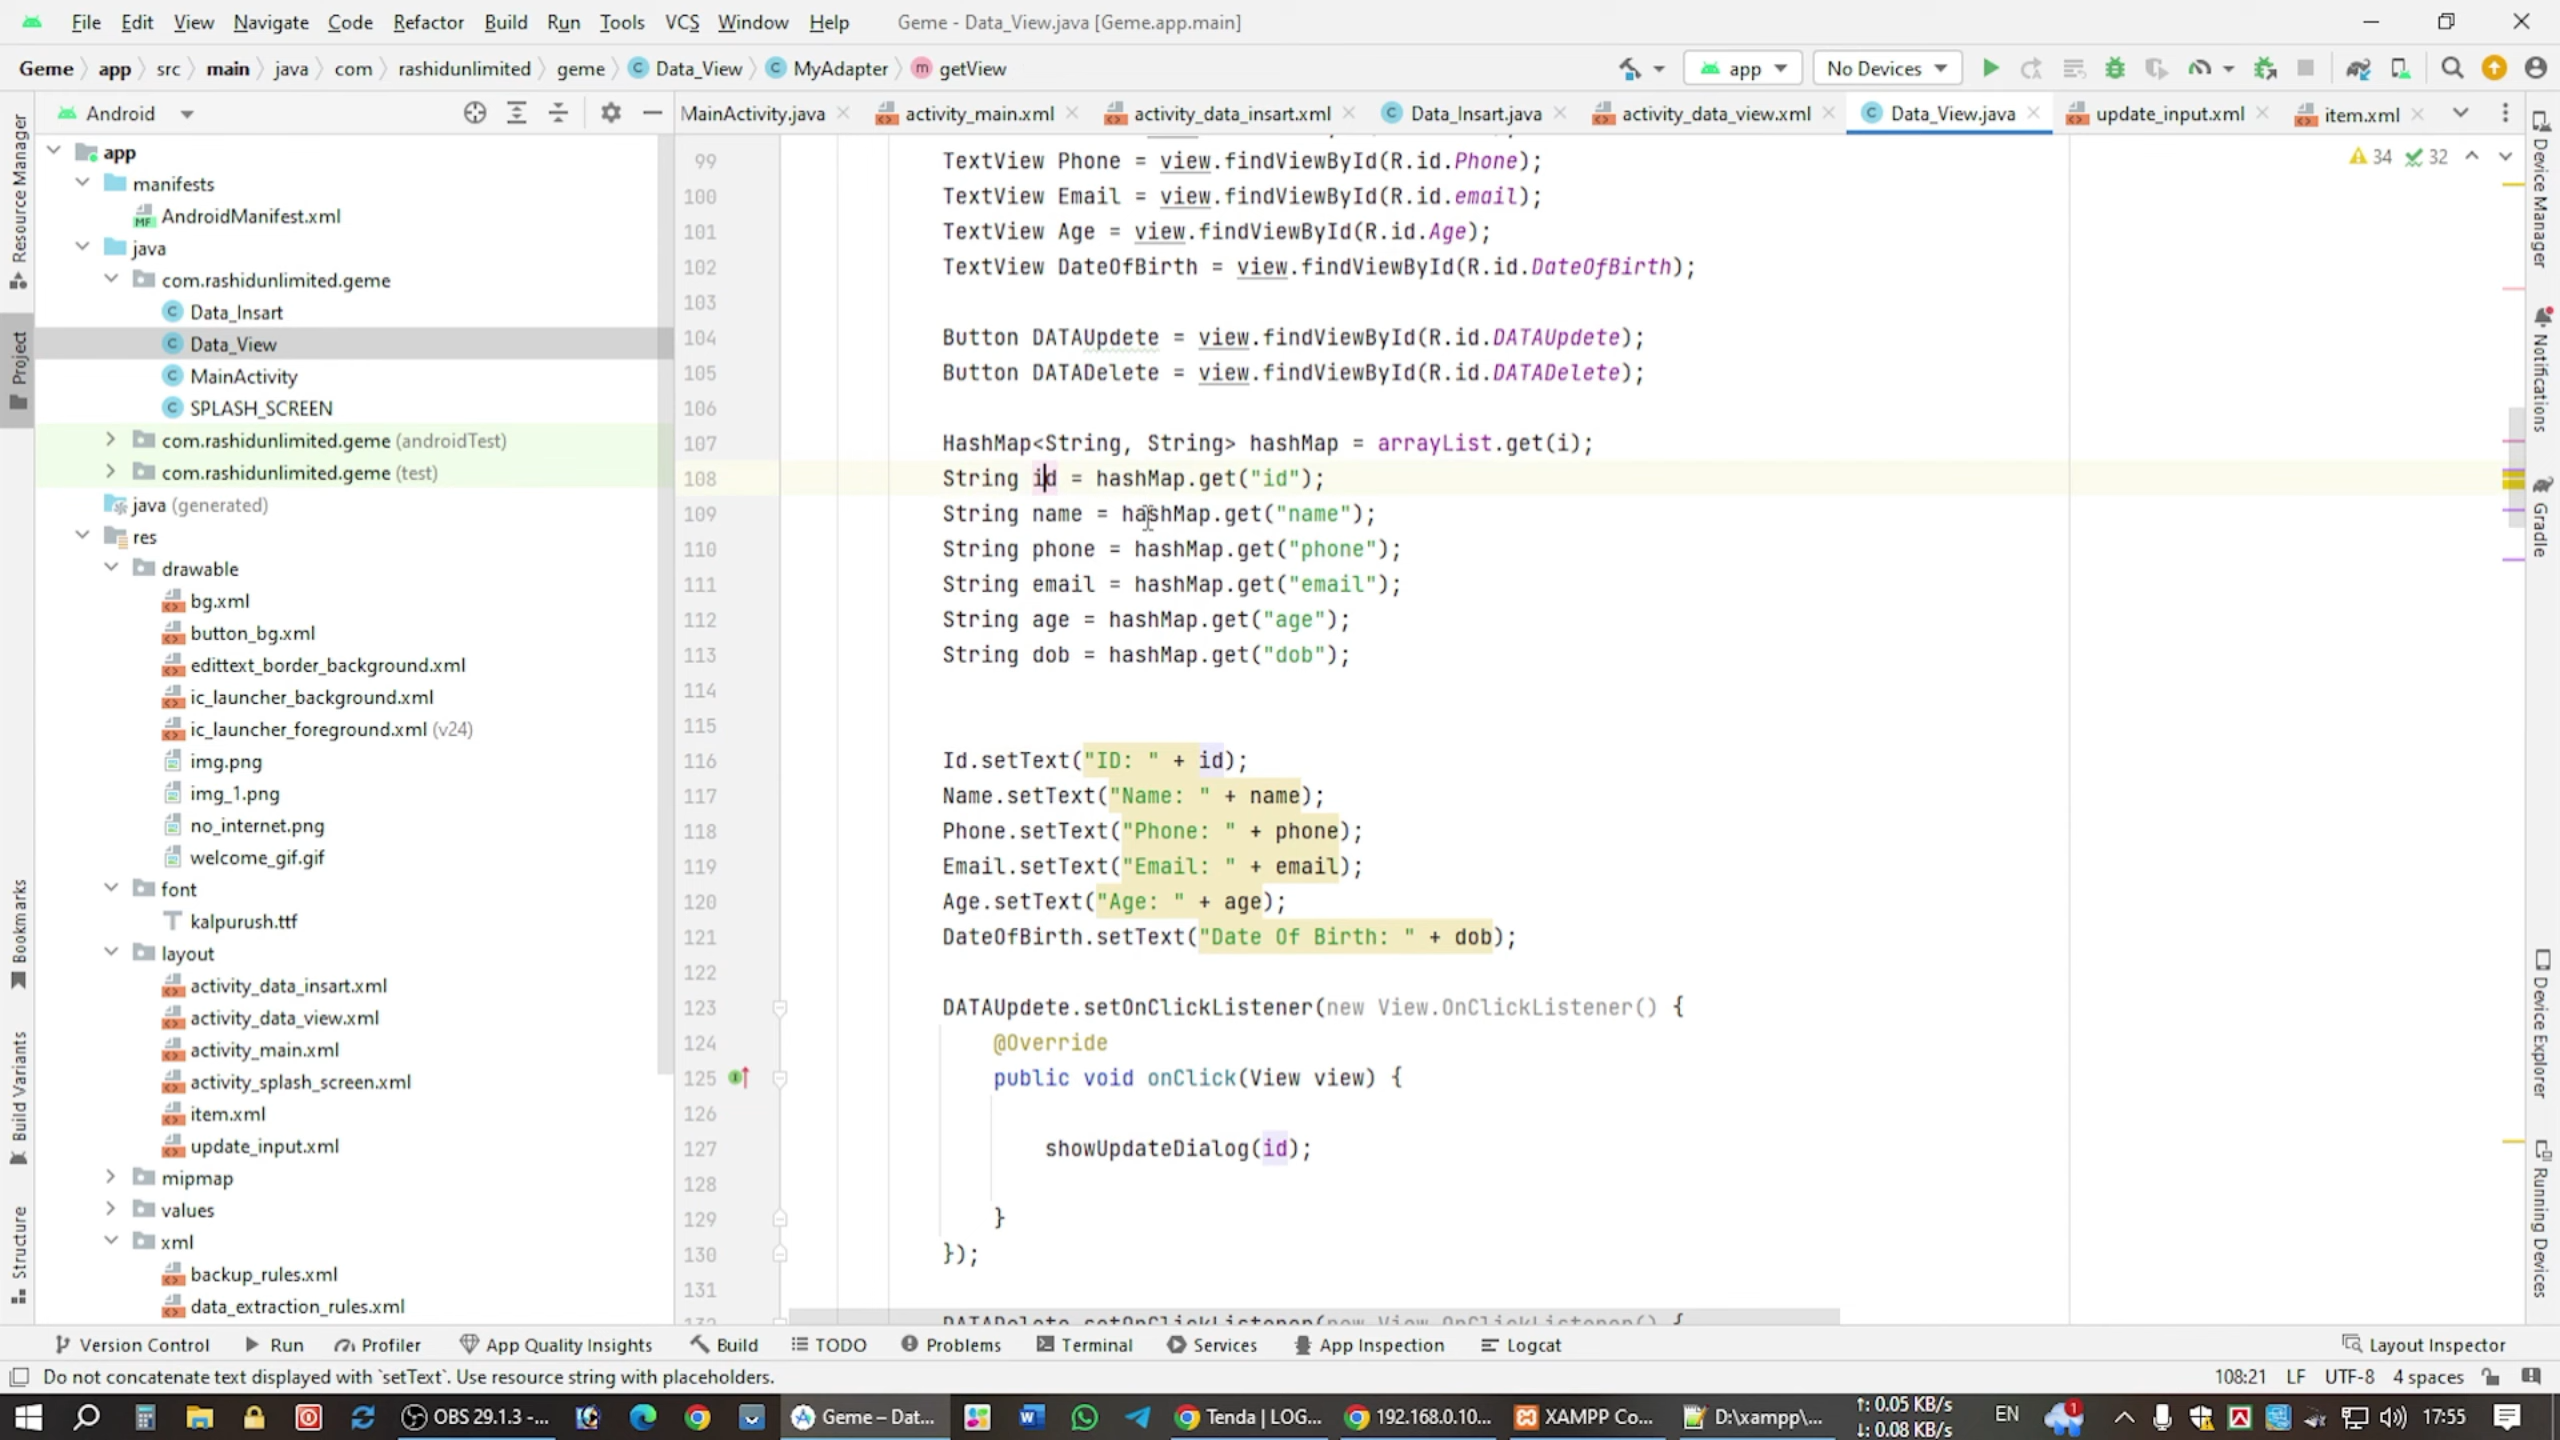 File Edit View Navigate Code Refactor Build Run Tools VCS Window Help Geme - Data_View.java [Geme.app.main]
Geme app src main java com rashidunlimited geme Data_View MyAdapter getView app No Devices
Android
MainActivity.java activity_main.xml activity_data_insart.xml Data_Insart.java activity_data_view.xml Data_View.java update_input.xml item.xml
34 32
Resource Manager
Project
Bookmarks
Build Variants
Structure
app
manifests
AndroidManifest.xml
java
com.rashidunlimited.geme
Data_Insart
Data_View
MainActivity
SPLASH_SCREEN
com.rashidunlimited.geme (androidTest)
com.rashidunlimited.geme (test)
java (generated)
res
drawable
bg.xml
button_bg.xml
edittext_border_background.xml
ic_launcher_background.xml
ic_launcher_foreground.xml (v24)
img.png
img_1.png
no_internet.png
welcome_gif.gif
font
kalpurush.ttf
layout
activity_data_insart.xml
activity_data_view.xml
activity_main.xml
activity_splash_screen.xml
item.xml
update_input.xml
mipmap
values
xml
backup_rules.xml
data_extraction_rules.xml
99 TextView Phone = view.findViewById(R.id.Phone);
100 TextView Email = view.findViewById(R.id.email);
101 TextView Age = view.findViewById(R.id.Age);
102 TextView DateOfBirth = view.findViewById(R.id.DateOfBirth);
103
104 Button DATAUpdete = view.findViewById(R.id.DATAUpdete);
105 Button DATADelete = view.findViewById(R.id.DATADelete);
106
107 HashMap<String, String> hashMap = arrayList.get(i);
108 String id = hashMap.get("id");
109 String name = hashMap.get("name");
110 String phone = hashMap.get("phone");
111 String email = hashMap.get("email");
112 String age = hashMap.get("age");
113 String dob = hashMap.get("dob");
114
115
116 Id.setText("ID: " + id);
117 Name.setText("Name: " + name);
118 Phone.setText("Phone: " + phone);
119 Email.setText("Email: " + email);
120 Age.setText("Age: " + age);
121 DateOfBirth.setText("Date Of Birth: " + dob);
122
123 DATAUpdete.setOnClickListener(new View.OnClickListener() {
124 @Override
125 public void onClick(View view) {
126
127 showUpdateDialog(id);
128
129 }
130 });
131
132 DATADelete.setOnClickListener(new View.OnClickListener() {
Device Manager
Notifications
Gradle
Device Explorer
Running Devices
Version Control Run Profiler App Quality Insights Build TODO Problems Terminal Services App Inspection Logcat Layout Inspector
Do not concatenate text displayed with `setText`. Use resource string with placeholders. 108:21 LF UTF-8 4 spaces
OBS 29.1.3 -... Geme – Dat... Tenda | LOG... 192.168.0.10... XAMPP Co... D:\xampp\... ↑: 0.05 KB/s EN 1 17:55
↓: 0.08 KB/s